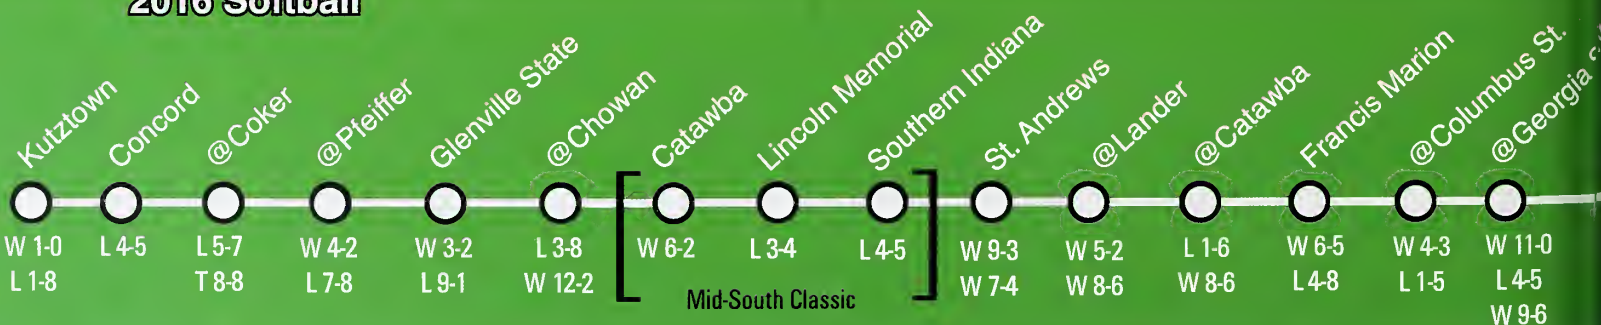 2016 Softball
Kutztown
Concord
@Coker
@Pfeiffer
Glenville State
@Chowan
Catawba
Lincoln Memorial
Southern Indiana
St. Andrews
@Lander
@Catawba
Francis Marion
@Columbus St.
@Georgia
W 1-0
L 1-8
L 4-5
L 5-7
T 8-8
W 4-2
L 7-8
W 3-2
L 9-1
L 3-8
W 12-2
W 6-2
L 3-4
L 4-5
Mid-South Classic
W 9-3
W 7-4
W 5-2
W 8-6
L 1-6
W 8-6
W 6-5
L 4-8
W 4-3
L 1-5
W 11-0
L 4-5
W 9-6